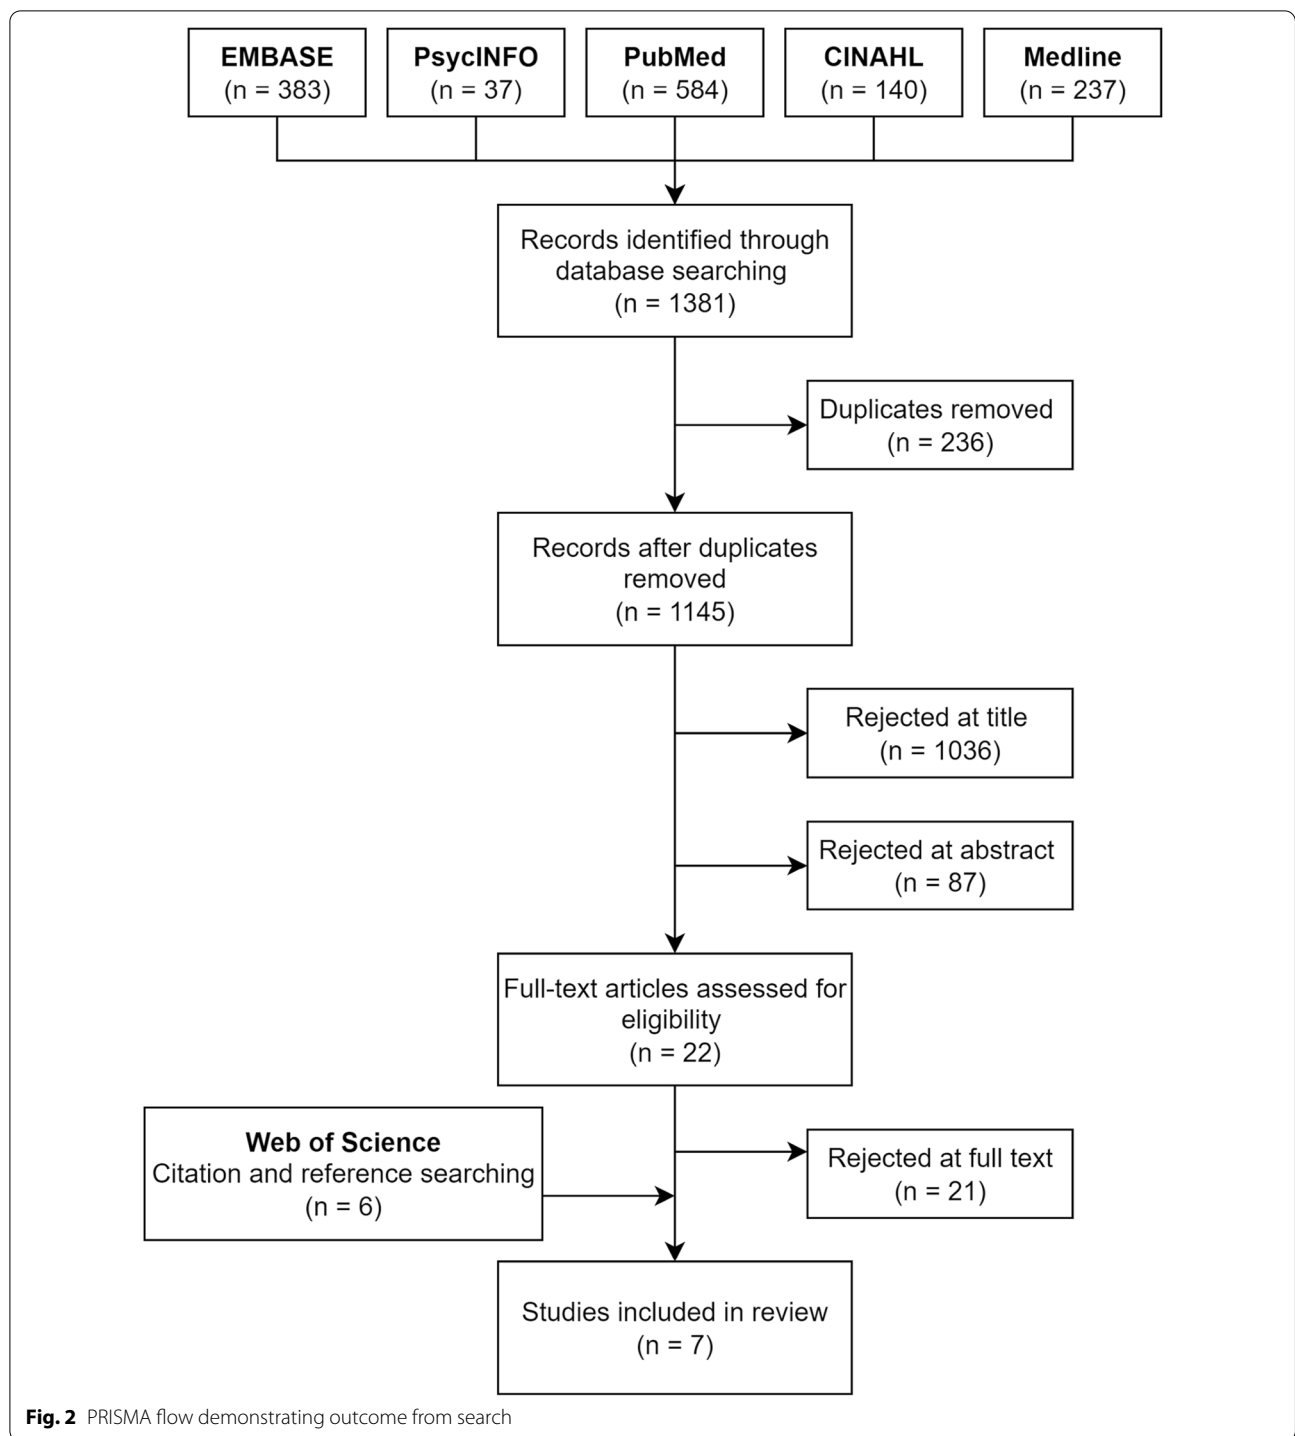 EMBASE
(n = 383)
PsycINFO
(n = 37)
PubMed
(n = 584)
CINAHL
(n = 140)
Medline
(n = 237)
Records identified through
database searching
(n = 1381)
Duplicates removed
(n = 236)
Records after duplicates
removed
(n = 1145)
Rejected at title
(n = 1036)
Rejected at abstract
(n = 87)
Full-text articles assessed for
eligibility
(n = 22)
Web of Science
Citation and reference searching
(n = 6)
Rejected at full text
(n = 21)
Studies included in review
(n = 7)
Fig. 2 PRISMA flow demonstrating outcome from search